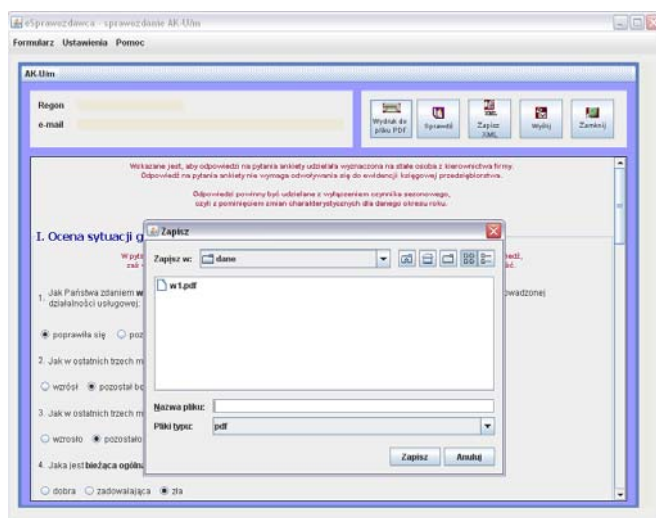 eSprawozdawca - sprawozdanie AK-U/m
Formularz Ustawienia Pomoc
AK-U/m
Regon
e-mail
Wydruk do pliku PDF
Sprawdź
Zapisz XML
Wyślij
Zamknij
Wskazane jest, aby odpowiedzi na pytania ankiety udzielała wyznaczona na stałe osoba z kierownictwa firmy.
Odpowiedź na pytania ankiety nie wymaga odwoływania się do ewidencji księgowej przedsiębiorstwa.
Odpowiedzi powinny być udzielane z wyłączeniem czynnika sezonowego,
czyli z pominięciem zmian charakterystycznych dla danego okresu roku.
I. Ocena sytuacji g
Zapisz
Zapisz w: dane
w1.pdf
1. Jak Państwa zdaniem w
owadzonej
działalności usługowej:
poprawiła się poz
2. Jak w ostatnich trzech m
wzrósł pozostał be
Nazwa pliku:
3. Jak w ostatnich trzech m
Pliki typu: pdf
wzrosło pozostało
Zapisz Anuluj
4. Jaka jest bieżąca ogóln
dobra zadowalająca zła